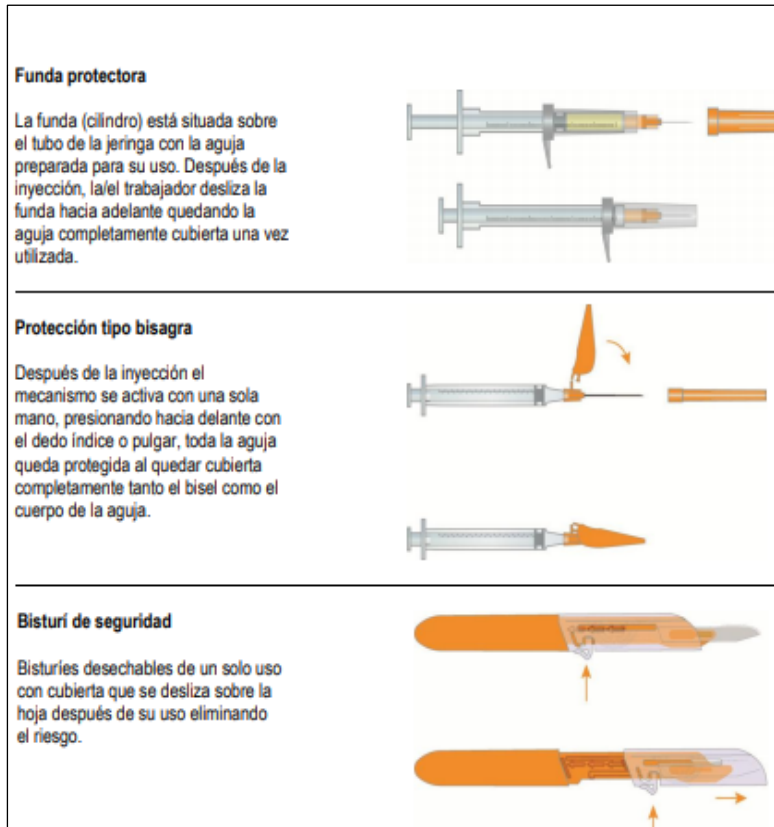 Funda protectora
La funda (cilindro) está situada sobre
el tubo de la jeringa con la aguja
preparada para su uso. Después de la
inyección, la/el trabajador desliza la
funda hacia adelante quedando la
aguja completamente cubierta una vez
utilizada.
Protección tipo bisagra
Después de la inyección el
mecanismo se activa con una sola
mano, presionando hacia delante con
el dedo índice o pulgar, toda la aguja
queda protegida al quedar cubierta
completamente tanto el bisel como el
cuerpo de la aguja.
Bisturí de seguridad
Bisturíes desechables de un solo uso
con cubierta que se desliza sobre la
hoja después de su uso eliminando
el riesgo.